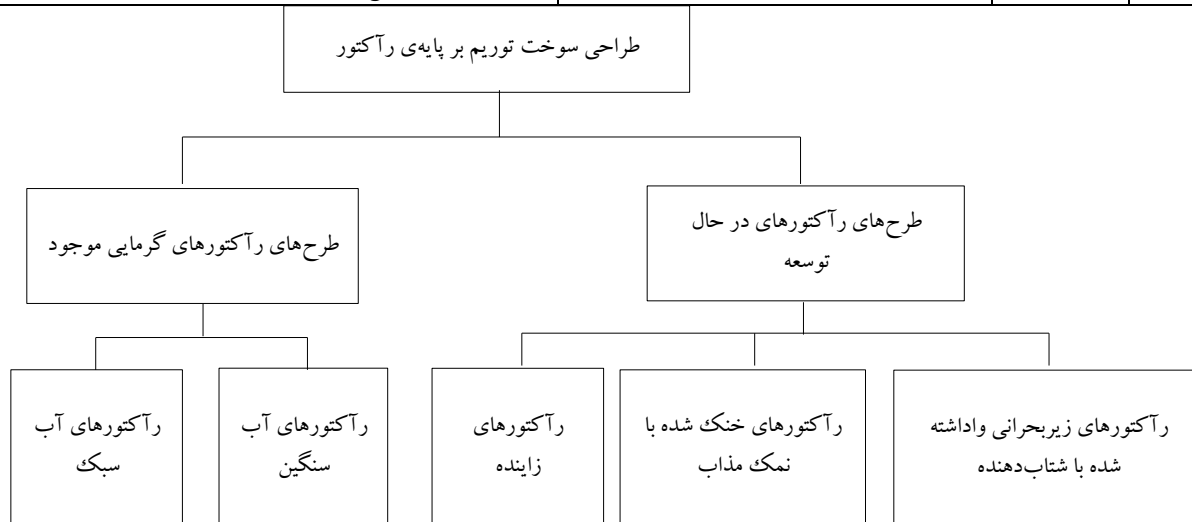 طراحی سوخت توریم بر پایه‌ی رآکتور
طرح‌های رآکتورهای در حال
توسعه
طرح‌های رآکتورهای گرمایی موجود
رآکتورهای زیربحرانی واداشته
شده با شتاب‌دهنده
رآکتورهای خنک شده با
نمک مذاب
رآکتورهای
زاینده
رآکتورهای آب
سنگین
رآکتورهای آب
سبک